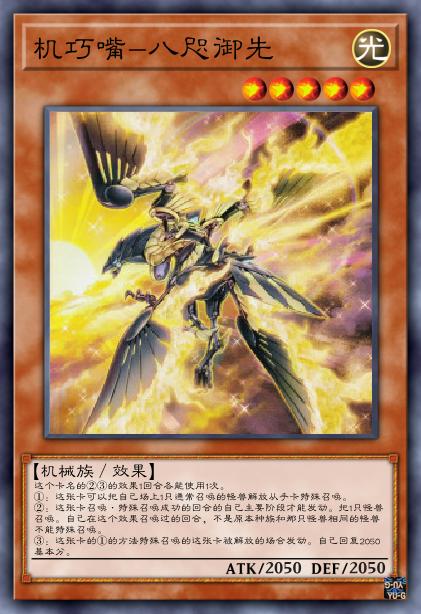 机巧嘴-八咫御先
光
【机械族／效果】
这个卡名的②③的效果1回合各能使用1次。
①：这张卡可以把自己场上1只通常召唤的怪兽解放从手卡特殊召唤。
②：这张卡召唤·特殊召唤成功的回合的自己主要阶段才能发动。把1只怪兽
召唤。自己在这个效果召唤过的回合，不是原本种族和那只怪兽相同的怪兽
不能特殊召唤。
③：这张卡的①的方法特殊召唤的这张卡被解放的场合发动。自己回复2050
基本分。
ATK/2050 DEF/2050